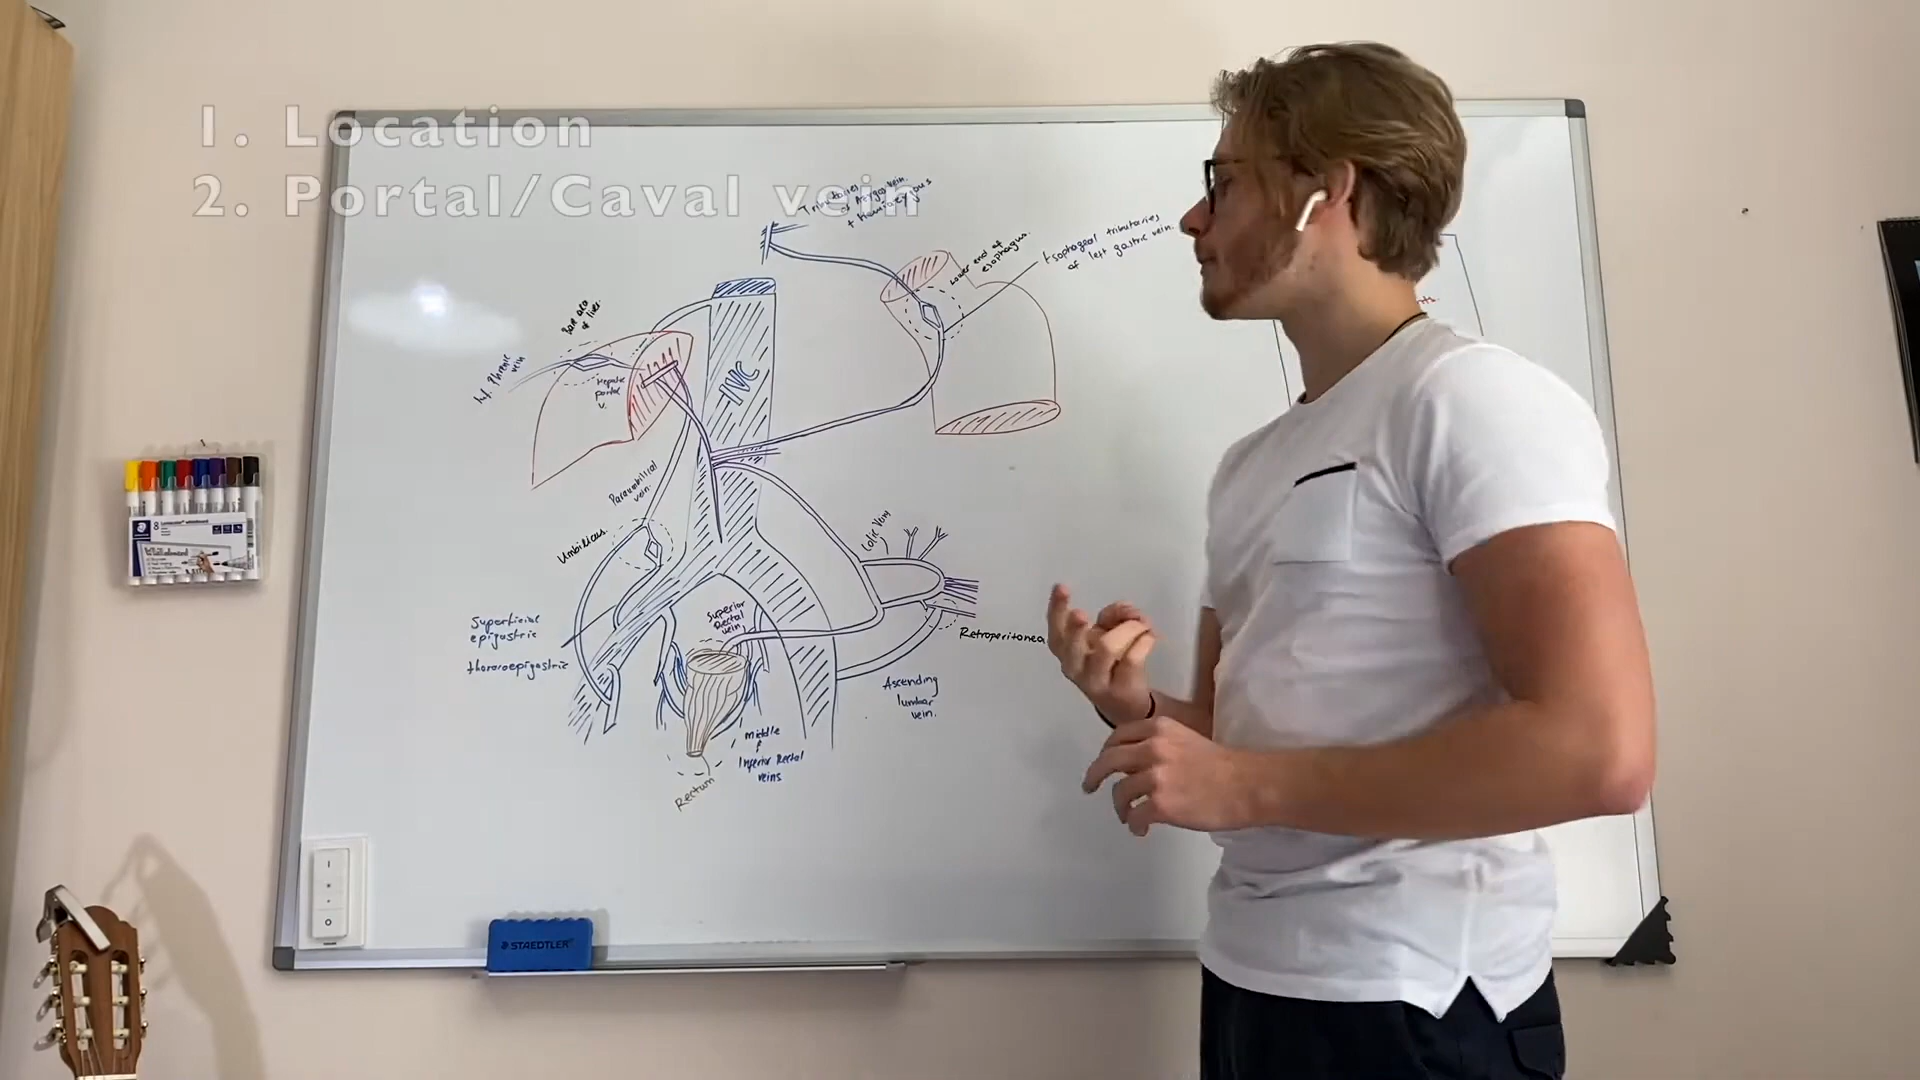 1. Location
2. Portal/Caval vein
Tributaries
of Azygos vein.
+ Hemiazygous
Lower end of
esophagus.
Esophageal tributaries
of left gastric vein.
Bare area
of liver.
Inf. Phrenic
vein
Hepatic
portal
v.
IVC
Paraumbilical
vein
Umbilicus.
Colic Vein
Superficial
epigastric
thoracoepigastric
Superior
Rectal
vein
Retroperitonea
Ascending
lumbar
vein.
Middle
&
Inferior Rectal
veins
Rectum
8
STAEDTLER